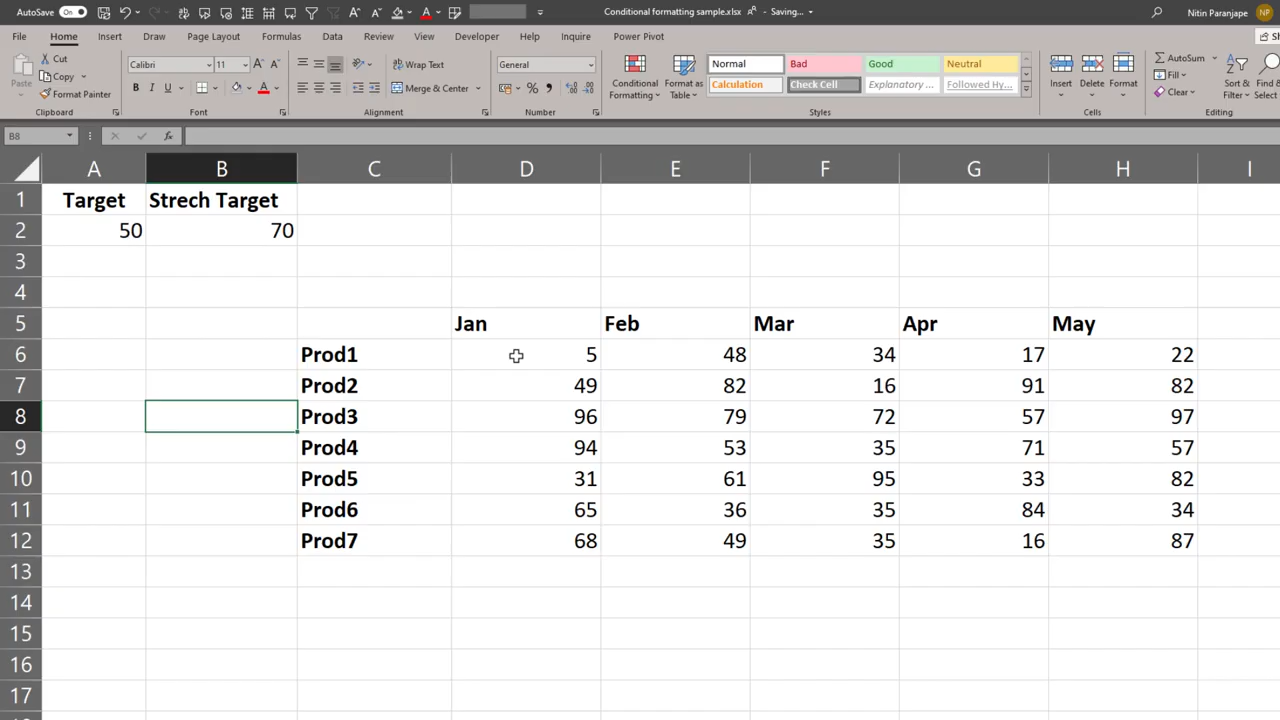 AutoSave On Conditional formatting sample.xlsx Saving... Nitin Paranjape NP
File Home Insert Draw Page Layout Formulas Data Review View Developer Help Inquire Power Pivot Sh
Paste Cut Calibri 11 Wrap Text General Conditional Formatting Format as Table Normal Bad Good Neutral Insert Delete Format AutoSum Sort & Filter Find & Select
Copy Merge & Center Calculation Check Cell Explanatory ... Followed Hy... Fill
Format Painter Clear
Clipboard Font Alignment Number Styles Cells Editing
B8 fx
A B C D E F G H I
1 Target Strech Target
2 50 70
3
4
5 Jan Feb Mar Apr May
6 Prod1 5 48 34 17 22
7 Prod2 49 82 16 91 82
8 Prod3 96 79 72 57 97
9 Prod4 94 53 35 71 57
10 Prod5 31 61 95 33 82
11 Prod6 65 36 35 84 34
12 Prod7 68 49 35 16 87
13
14
15
16
17